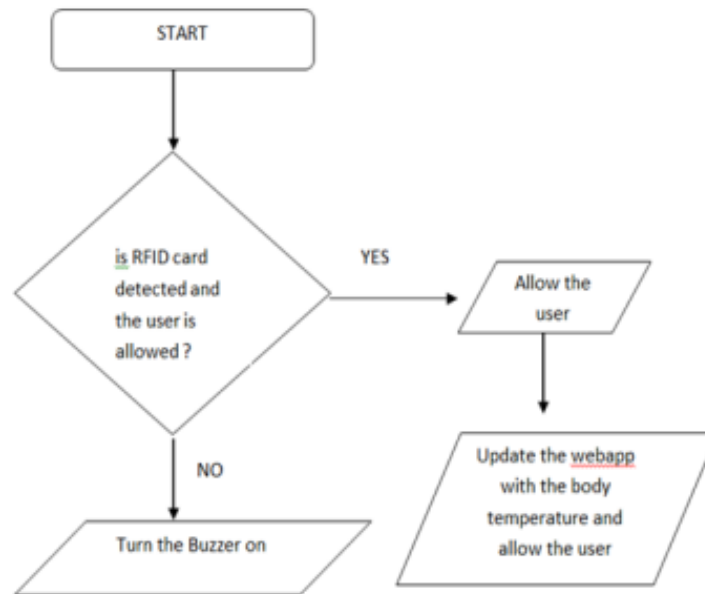 START
is RFID card
detected and
the user is
allowed ?
YES
Allow the
user
NO
Turn the Buzzer on
Update the webapp
with the body
temperature and
allow the user